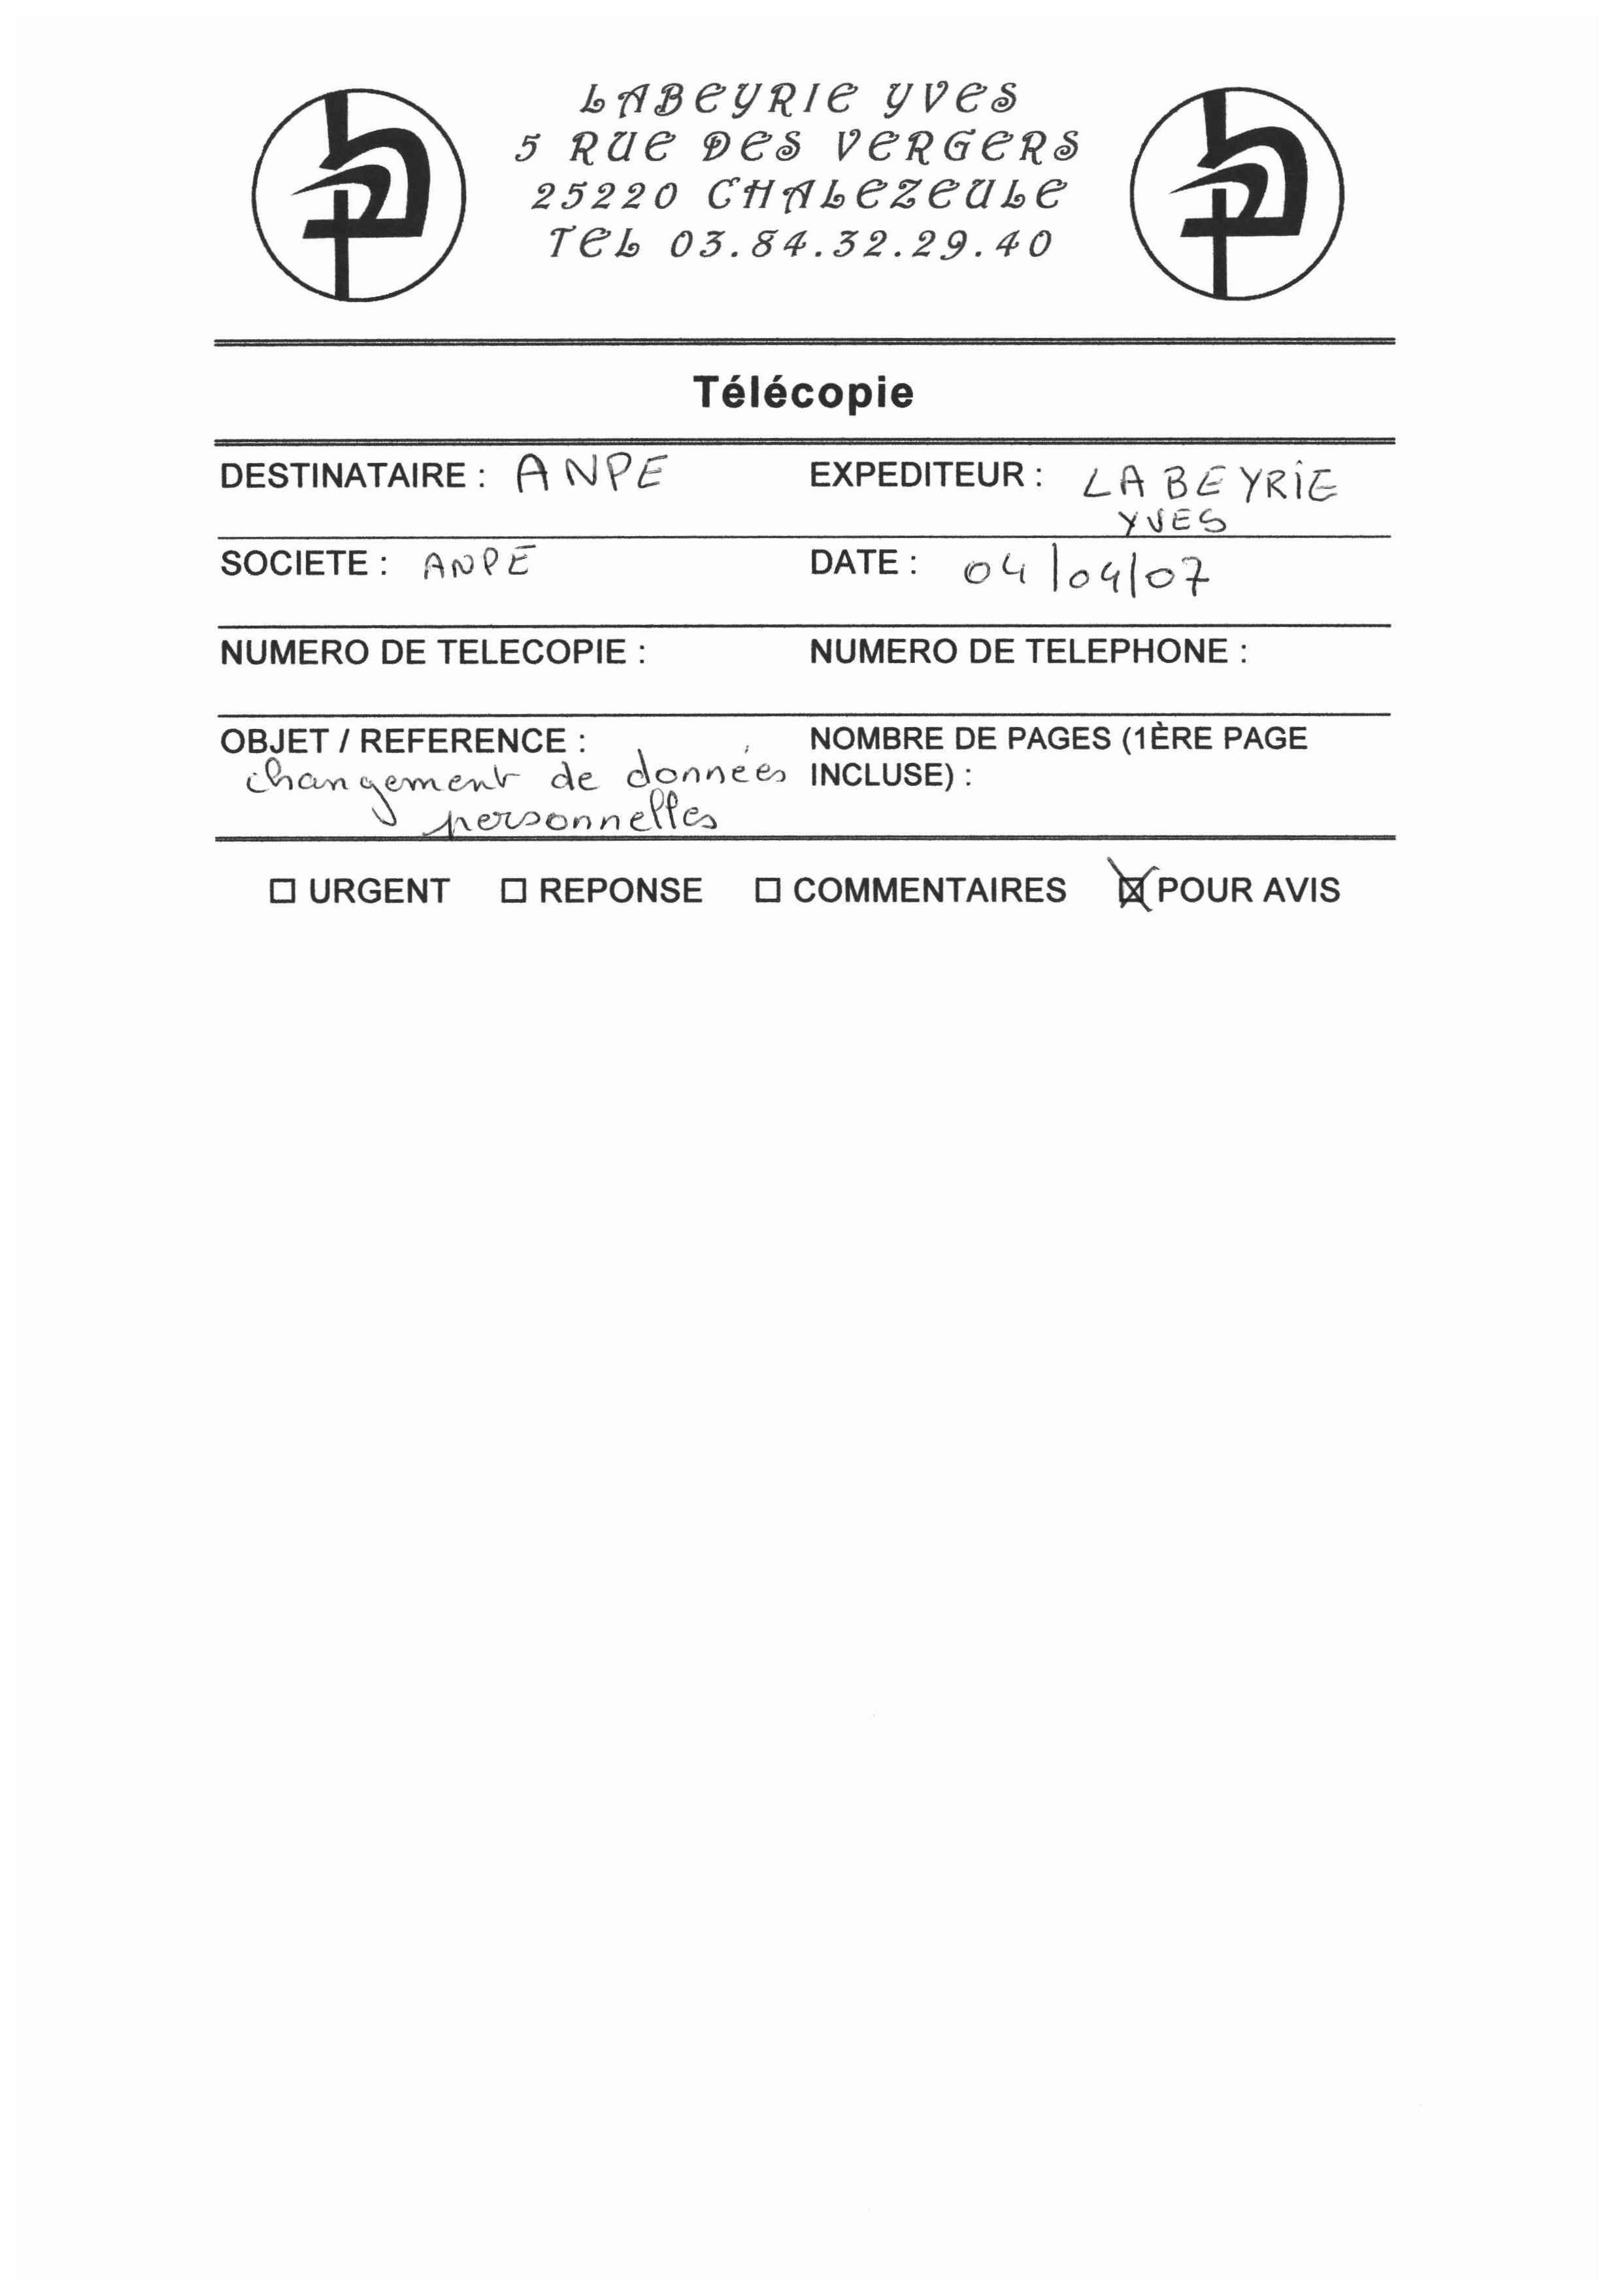 LABEYRIE YVES
5 RUE DES VERGERS
25220 CHALEZEULE
TEL 03.84.32.29.40
Télécopie
DESTINATAIRE : ANPE
EXPEDITEUR : LABEYRIE
YVES
SOCIETE : ANPE
DATE : 04/04/07
NUMERO DE TELECOPIE :
NUMERO DE TELEPHONE :
OBJET / REFERENCE :
changement de données
personnelles
NOMBRE DE PAGES (1ÈRE PAGE
INCLUSE) :
☐ URGENT ☐ REPONSE ☐ COMMENTAIRES ☒ POUR AVIS